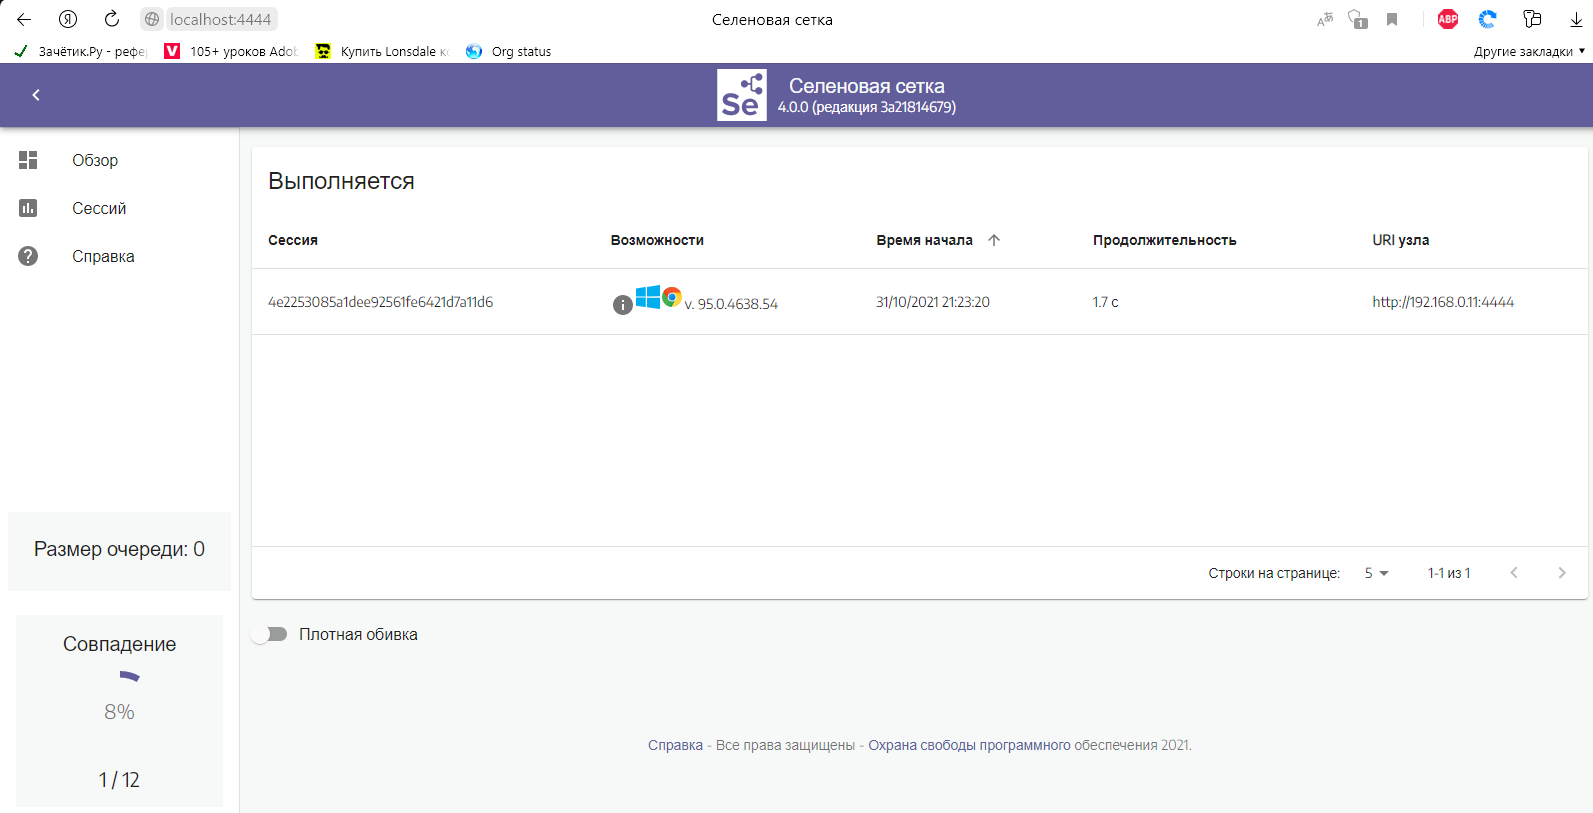 localhost:4444
Селеновая сетка
1
ABP
Зачётик.Ру - рефе
105+ уроков Adob
Купить Lonsdale
Org status
Другие закладки
Se
Селеновая сетка
4.0.0 (редакция 3a21814679)
Обзор
Сессий
Справка
Выполняется
Сессия Возможности Время начала Продолжительность URI узла
4e2253085a1dee92561fe6421d7a11d6 v. 95.0.4638.54 31/10/2021 21:23:20 1.7 с http://192.168.0.11:4444
Строки на странице: 5 1-1 из 1
Размер очереди: 0
Совпадение
8%
1 / 12
Плотная обивка
Справка - Все права защищены - Охрана свободы программного обеспечения 2021.